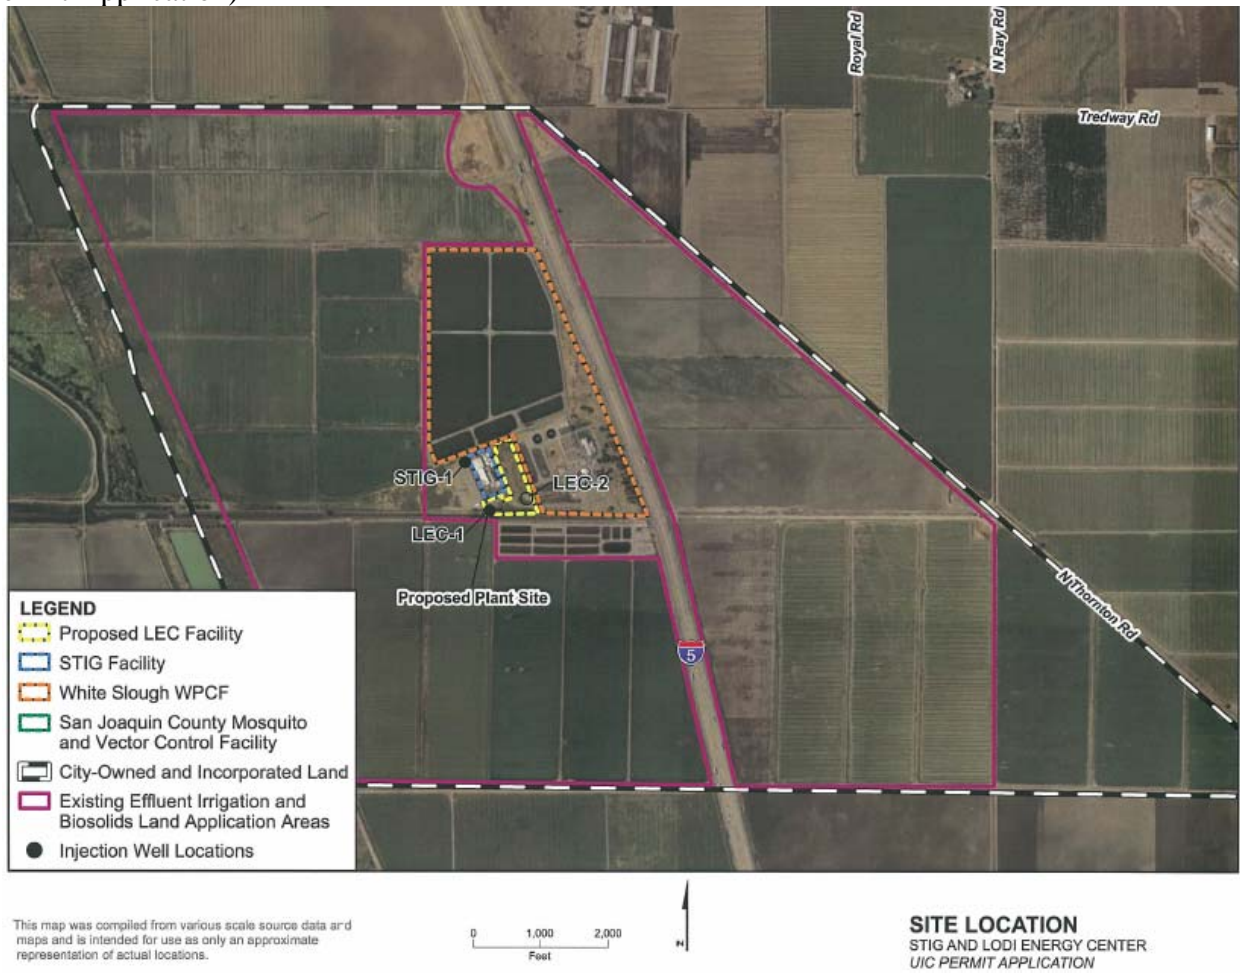 Application)
Royal Rd
N Ray Rd
Tredway Rd
STIG-1
LEC-2
LEC-1
Proposed Plant Site
N Thornton Rd
5
LEGEND
Proposed LEC Facility
STIG Facility
White Slough WPCF
San Joaquin County Mosquito
and Vector Control Facility
City-Owned and Incorporated Land
Existing Effluent Irrigation and
Biosolids Land Application Areas
Injection Well Locations
This map was compiled from various scale source data and
maps and is intended for use as only an approximate
representation of actual locations.
0 1,000 2,000
Feet
N
SITE LOCATION
STIG AND LODI ENERGY CENTER
UIC PERMIT APPLICATION